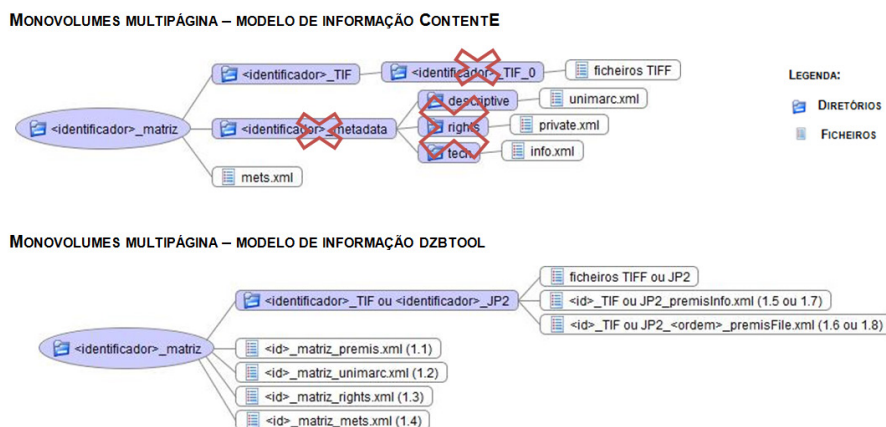 MONOVOLUMES MULTIPÁGINA – MODELO DE INFORMAÇÃO CONTENTE
<identificador>_TIF
<identificador>_TIF_0
ficheiros TIFF
<identificador>_matriz
<identificador>_metadata
descriptive
unimarc.xml
rights
private.xml
tech
info.xml
mets.xml
LEGENDA:
DIRETÓRIOS
FICHEIROS
MONOVOLUMES MULTIPÁGINA – MODELO DE INFORMAÇÃO DZBTOOL
<identificador>_matriz
<identificador>_TIF ou <identificador>_JP2
ficheiros TIFF ou JP2
<id>_TIF ou JP2_premisInfo.xml (1.5 ou 1.7)
<id>_TIF ou JP2_<ordem>_premisFile.xml (1.6 ou 1.8)
<id>_matriz_premis.xml (1.1)
<id>_matriz_unimarc.xml (1.2)
<id>_matriz_rights.xml (1.3)
<id>_matriz_mets.xml (1.4)